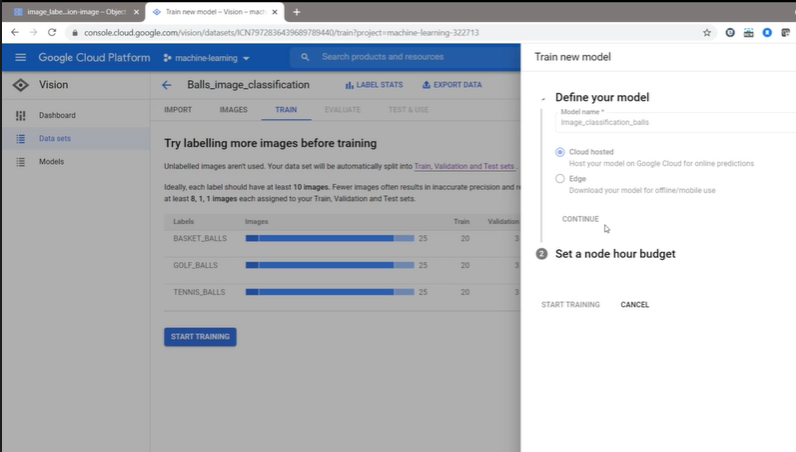 image_labe...ion-image – Object
Train new model – Vision – mach
console.cloud.google.com/vision/datasets/ICN7972836439689789440/train?project=machine-learning-322713
Google Cloud Platform
machine-learning
Search products and resources
Train new model
Vision
Balls_image_classification
LABEL STATS
EXPORT DATA
Dashboard
Data sets
Models
IMPORT
IMAGES
TRAIN
EVALUATE
TEST & USE
Try labelling more images before training
Unlabelled images aren't used. Your data set will be automatically split into Train, Validation and Test sets.
Ideally, each label should have at least 10 images. Fewer images often results in inaccurate precision and re
at least 8, 1, 1 images each assigned to your Train, Validation and Test sets.
Labels Images Train Validation
BASKET_BALLS 25 20 3
GOLF_BALLS 25 20 3
TENNIS_BALLS 25 20 3
START TRAINING
Define your model
Model name *
Image_classification_balls
Cloud hosted
Host your model on Google Cloud for online predictions
Edge
Download your model for offline/mobile use
CONTINUE
2 Set a node hour budget
START TRAINING CANCEL